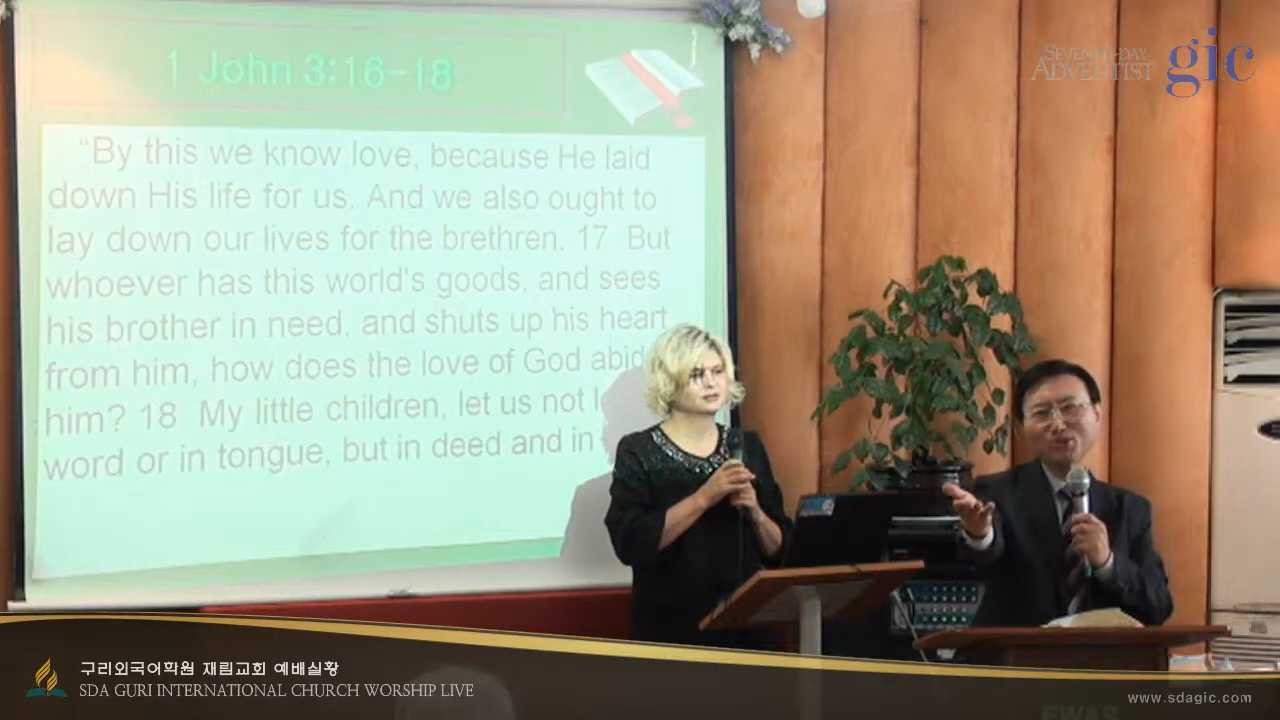 1 John 3:16-18
“By this we know love, because He laid
down His life for us. And we also ought to
lay down our lives for the brethren. 17 But
whoever has this world's goods, and sees
his brother in need, and shuts up his heart
from him, how does the love of God
him? 18 My little children, let us not
word or in tongue, but in deed and in
SEVENTH-DAY
ADVENTIST
gic
구리외국어학원 재림교회 예배실황
SDA GURI INTERNATIONAL CHURCH WORSHIP LIVE
www.sdagic.com